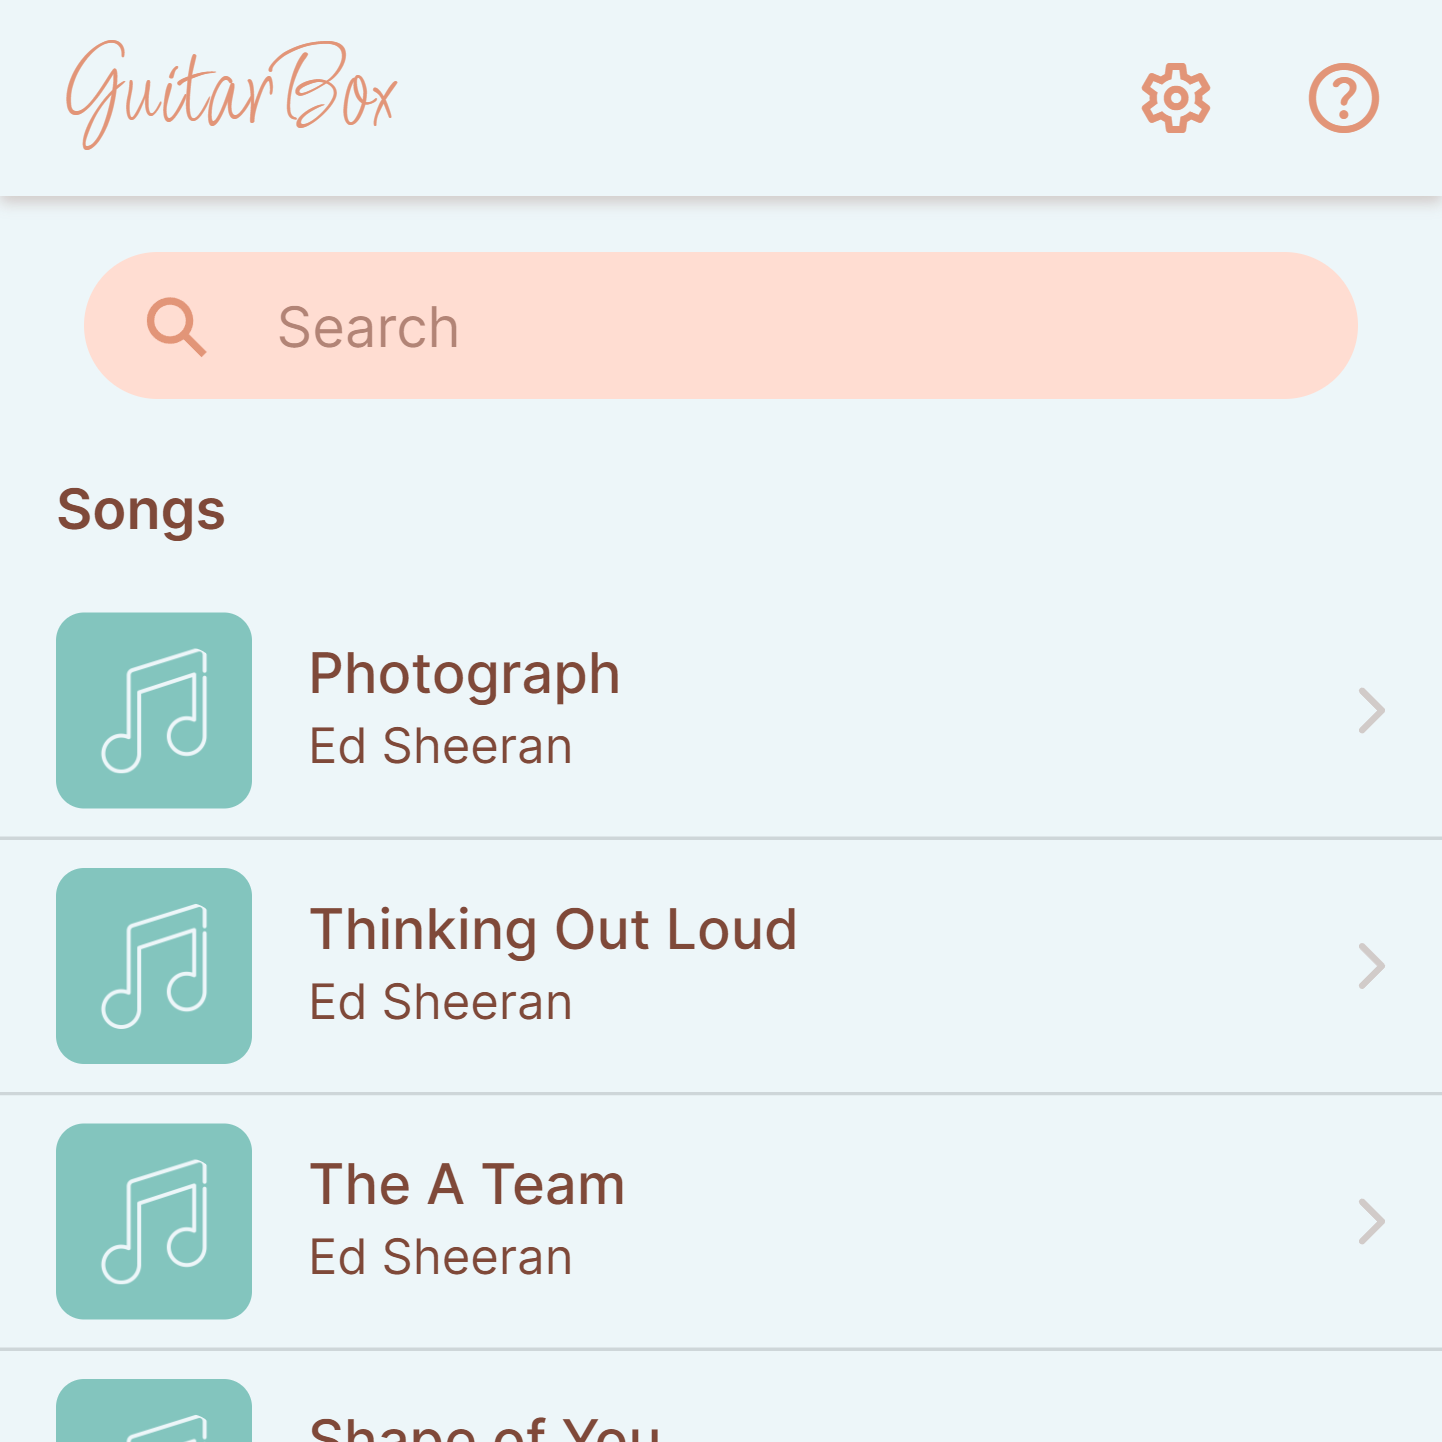 GuitarBox
Search
Songs
Photograph
Ed Sheeran
Thinking Out Loud
Ed Sheeran
The A Team
Ed Sheeran
Shape of You